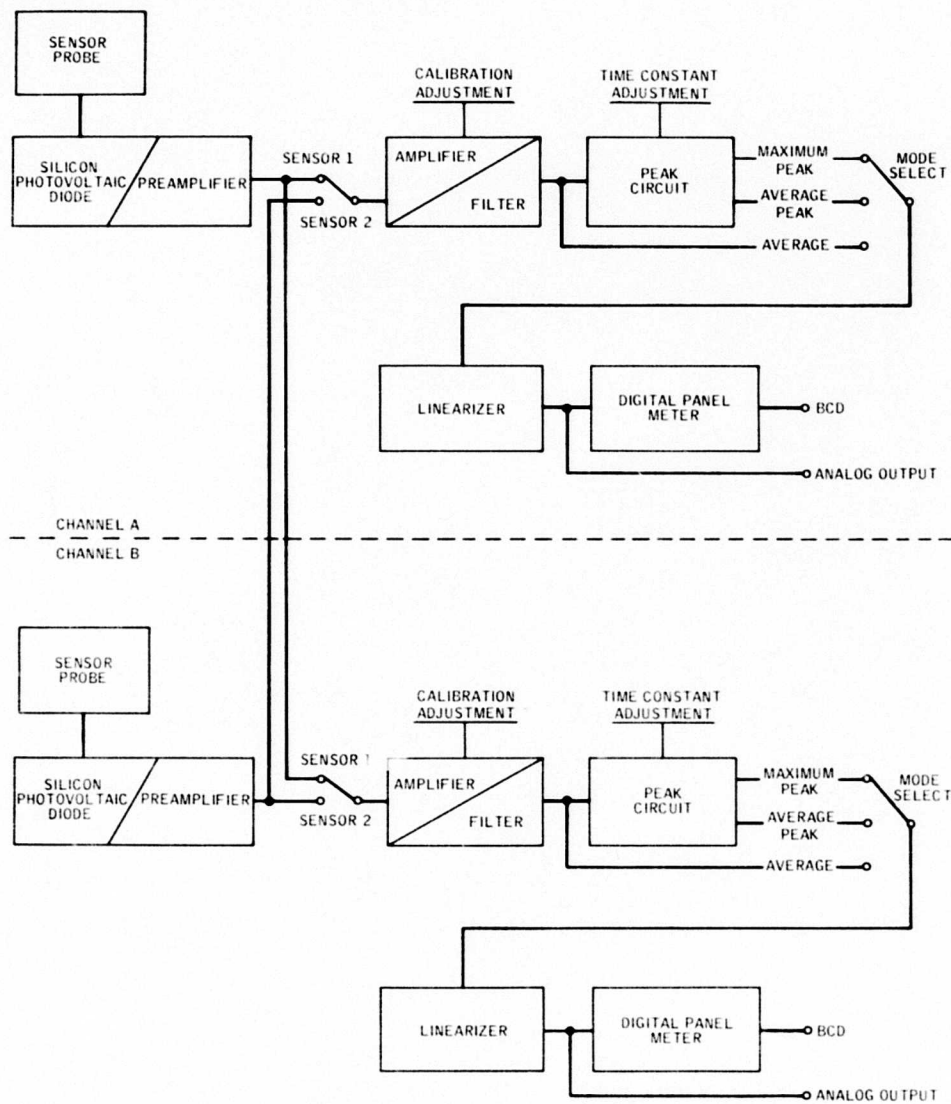 SENSOR
PROBE
SILICON
PHOTOVOLTAIC
DIODE
PREAMPLIFIER
SENSOR 1
SENSOR 2
CALIBRATION
ADJUSTMENT
AMPLIFIER
FILTER
TIME CONSTANT
ADJUSTMENT
PEAK
CIRCUIT
MAXIMUM
PEAK
AVERAGE
PEAK
AVERAGE
MODE
SELECT
LINEARIZER
DIGITAL PANEL
METER
BCD
ANALOG OUTPUT
CHANNEL A
CHANNEL B
SENSOR
PROBE
SILICON
PHOTOVOLTAIC
DIODE
PREAMPLIFIER
SENSOR 1
SENSOR 2
CALIBRATION
ADJUSTMENT
AMPLIFIER
FILTER
TIME CONSTANT
ADJUSTMENT
PEAK
CIRCUIT
MAXIMUM
PEAK
AVERAGE
PEAK
AVERAGE
MODE
SELECT
LINEARIZER
DIGITAL PANEL
METER
BCD
ANALOG OUTPUT